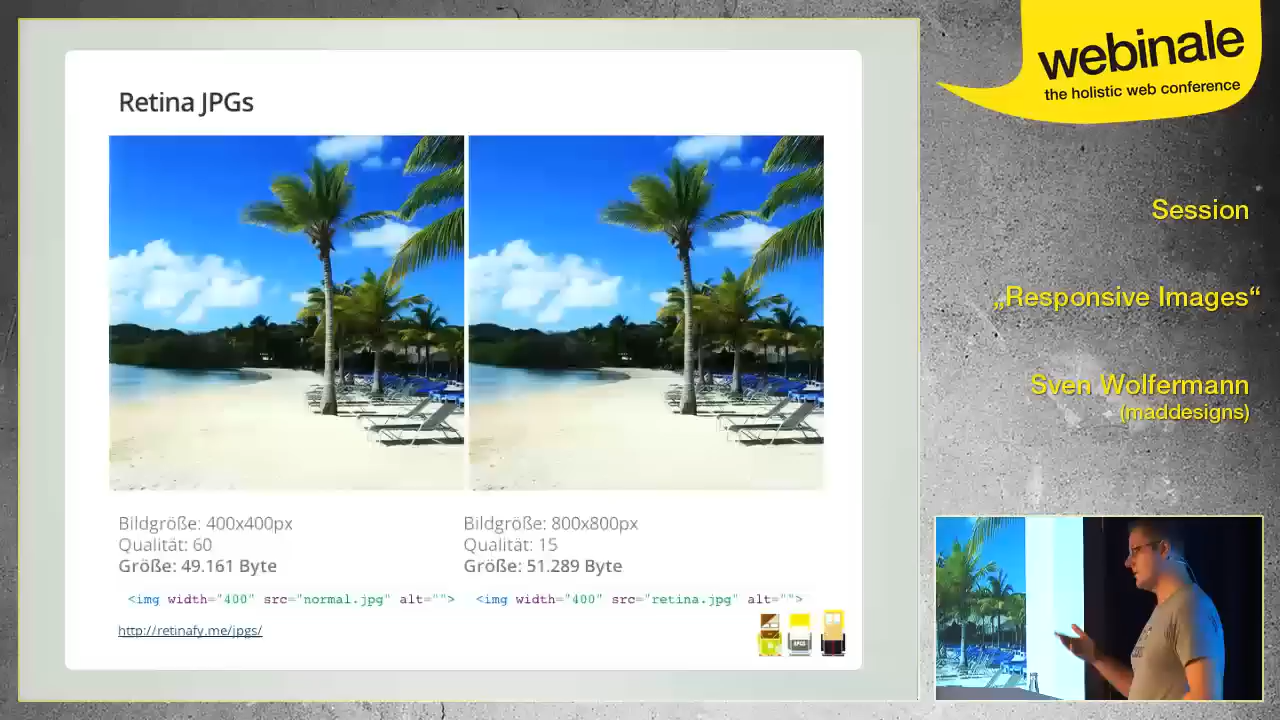 Retina JPGs
Bildgröße: 400x400px
Qualität: 60
Größe: 49.161 Byte
<img width="400" src="normal.jpg" alt="">
Bildgröße: 800x800px
Qualität: 15
Größe: 51.289 Byte
<img width="400" src="retina.jpg" alt="">
http://retinafy.me/jpgs/
webinale
the holistic web conference
Session
„Responsive Images“
Sven Wolfermann
(maddesigns)